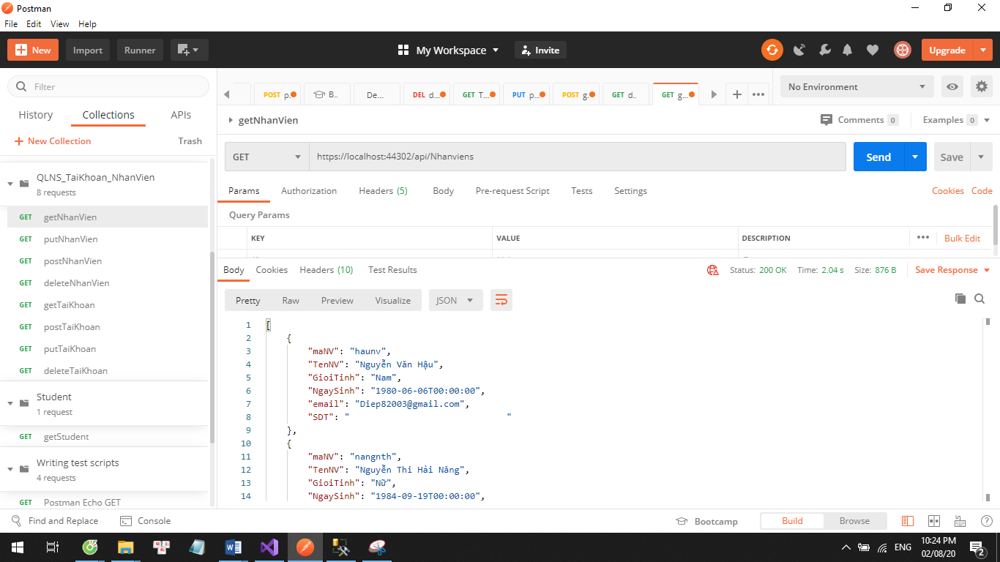 Postman
File Edit View Help
New Import Runner My Workspace Invite Upgrade
Filter
History Collections APIs
New Collection Trash
QLNS_TaiKhoan_NhanVien
8 requests
GET getNhanVien
GET putNhanVien
GET postNhanVien
GET deleteNhanVien
GET getTaiKhoan
GET postTaiKhoan
GET putTaiKhoan
GET deleteTaiKhoan
Student
1 request
GET getStudent
Writing test scripts
4 requests
GET Postman Echo GET
POST p. B.. De... DEL d... GET T... PUT p... POST g. GET d.. GET g... No Environment
getNhanVien Comments 0 Examples 0
GET https://localhost:44302/api/Nhanviens Send Save
Params Authorization Headers (5) Body Pre-request Script Tests Settings Cookies Code
Query Params
KEY VALUE DESCRIPTION Bulk Edit
Body Cookies Headers (10) Test Results Status: 200 OK Time: 2.04 s Size: 876 B Save Response
Pretty Raw Preview Visualize JSON
1 [
2 {
3 "maNV": "haunv",
4 "TenNV": "Nguyễn Văn Hậu",
5 "GioiTinh": "Nam",
6 "NgaySinh": "1980-06-06T00:00:00",
7 "email": "Diep82003@gmail.com",
8 "SDT": " "
9 },
10 {
11 "maNV": "nangnth",
12 "TenNV": "Nguyễn Thi Hải Năng",
13 "GioiTinh": "Nữ",
14 "NgaySinh": "1984-09-19T00:00:00",
Find and Replace Console Bootcamp Build Browse
ENG 10:24 PM
02/08/20 2